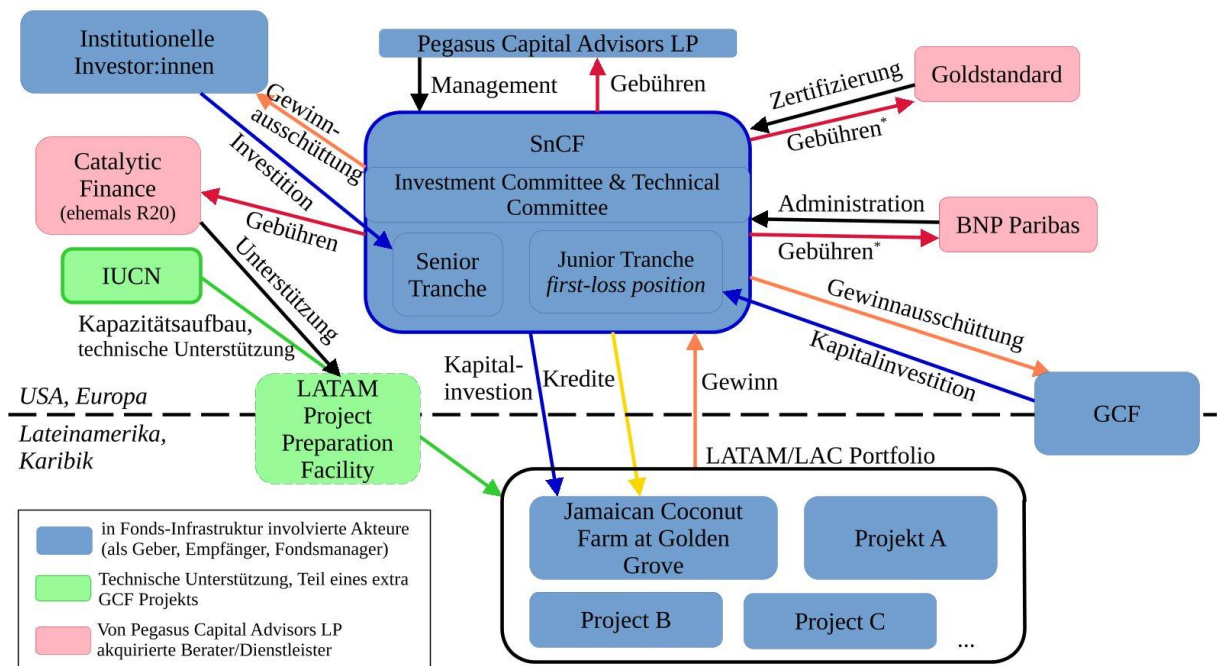 Institutionelle
Investor:innen
Pegasus Capital Advisors LP
Management
Gebühren
Zertifizierung
Goldstandard
Gebühren*
Gewinn-
ausschüttung
Investition
SnCF
Investment Committee & Technical
Committee
Catalytic
Finance
(ehemals R20)
Gebühren
Administration
BNP Paribas
Gebühren*
Senior
Tranche
Junior Tranche
first-loss position
IUCN
Unterstützung
Kapazitätsaufbau,
technische Unterstützung
Gewinnausschüttung
Kapitalinvestition
Kapital-
investion
Kredite
Gewinn
USA, Europa
Lateinamerika,
Karibik
LATAM
Project
Preparation
Facility
GCF
LATAM/LAC Portfolio
Jamaican Coconut
Farm at Golden
Grove
Projekt A
Project B
Project C
...
in Fonds-Infrastruktur involvierte Akteure
(als Geber, Empfänger, Fondsmanager)
Technische Unterstützung, Teil eines extra
GCF Projekts
Von Pegasus Capital Advisors LP
akquirierte Berater/Dienstleister